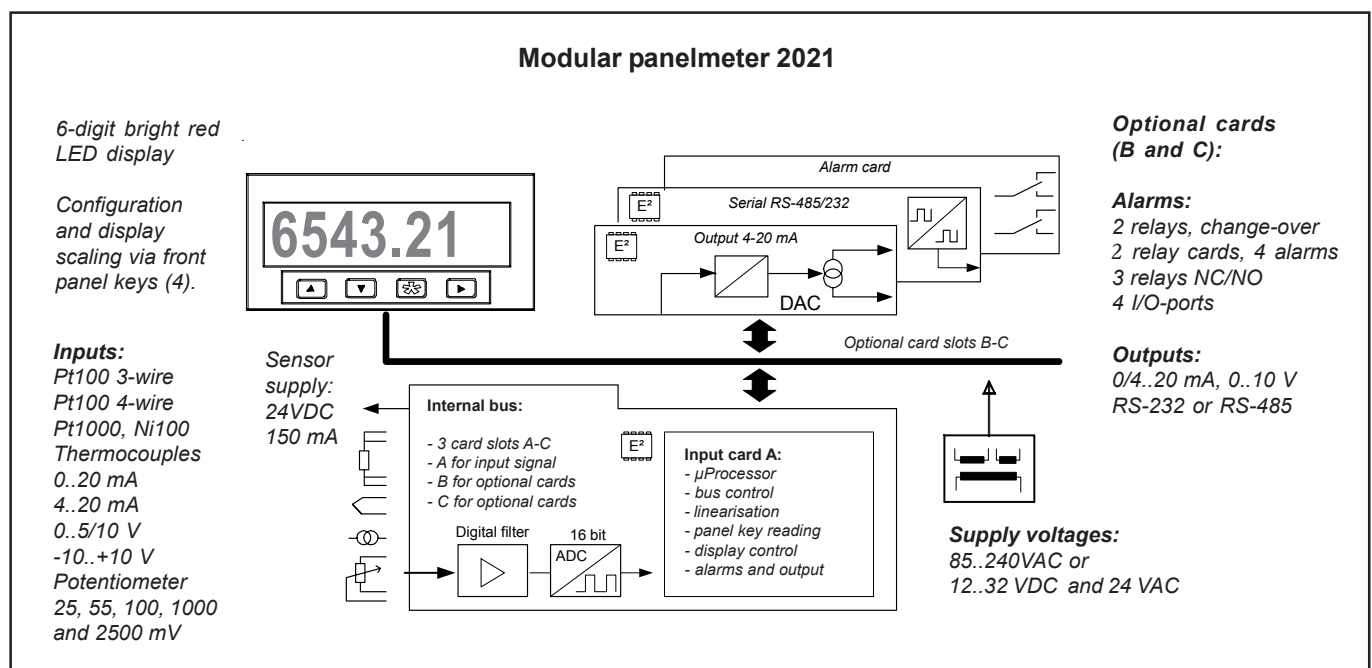 Modular panelmeter 2021
6-digit bright red
LED display
Configuration
and display
scaling via front
panel keys (4).
6543.21
Inputs:
Pt100 3-wire
Pt100 4-wire
Pt1000, Ni100
Thermocouples
0..20 mA
4..20 mA
0..5/10 V
-10..+10 V
Potentiometer
25, 55, 100, 1000
and 2500 mV
Sensor
supply:
24VDC
150 mA
Alarm card
E²
Serial RS-485/232
E²
Output 4-20 mA
DAC
Optional card slots B-C
Internal bus:
- 3 card slots A-C
- A for input signal
- B for optional cards
- C for optional cards
Digital filter
16 bit
ADC
E²
Input card A:
- µProcessor
- bus control
- linearisation
- panel key reading
- display control
- alarms and output
Optional cards
(B and C):
Alarms:
2 relays, change-over
2 relay cards, 4 alarms
3 relays NC/NO
4 I/O-ports
Outputs:
0/4..20 mA, 0..10 V
RS-232 or RS-485
Supply voltages:
85..240VAC or
12..32 VDC and 24 VAC